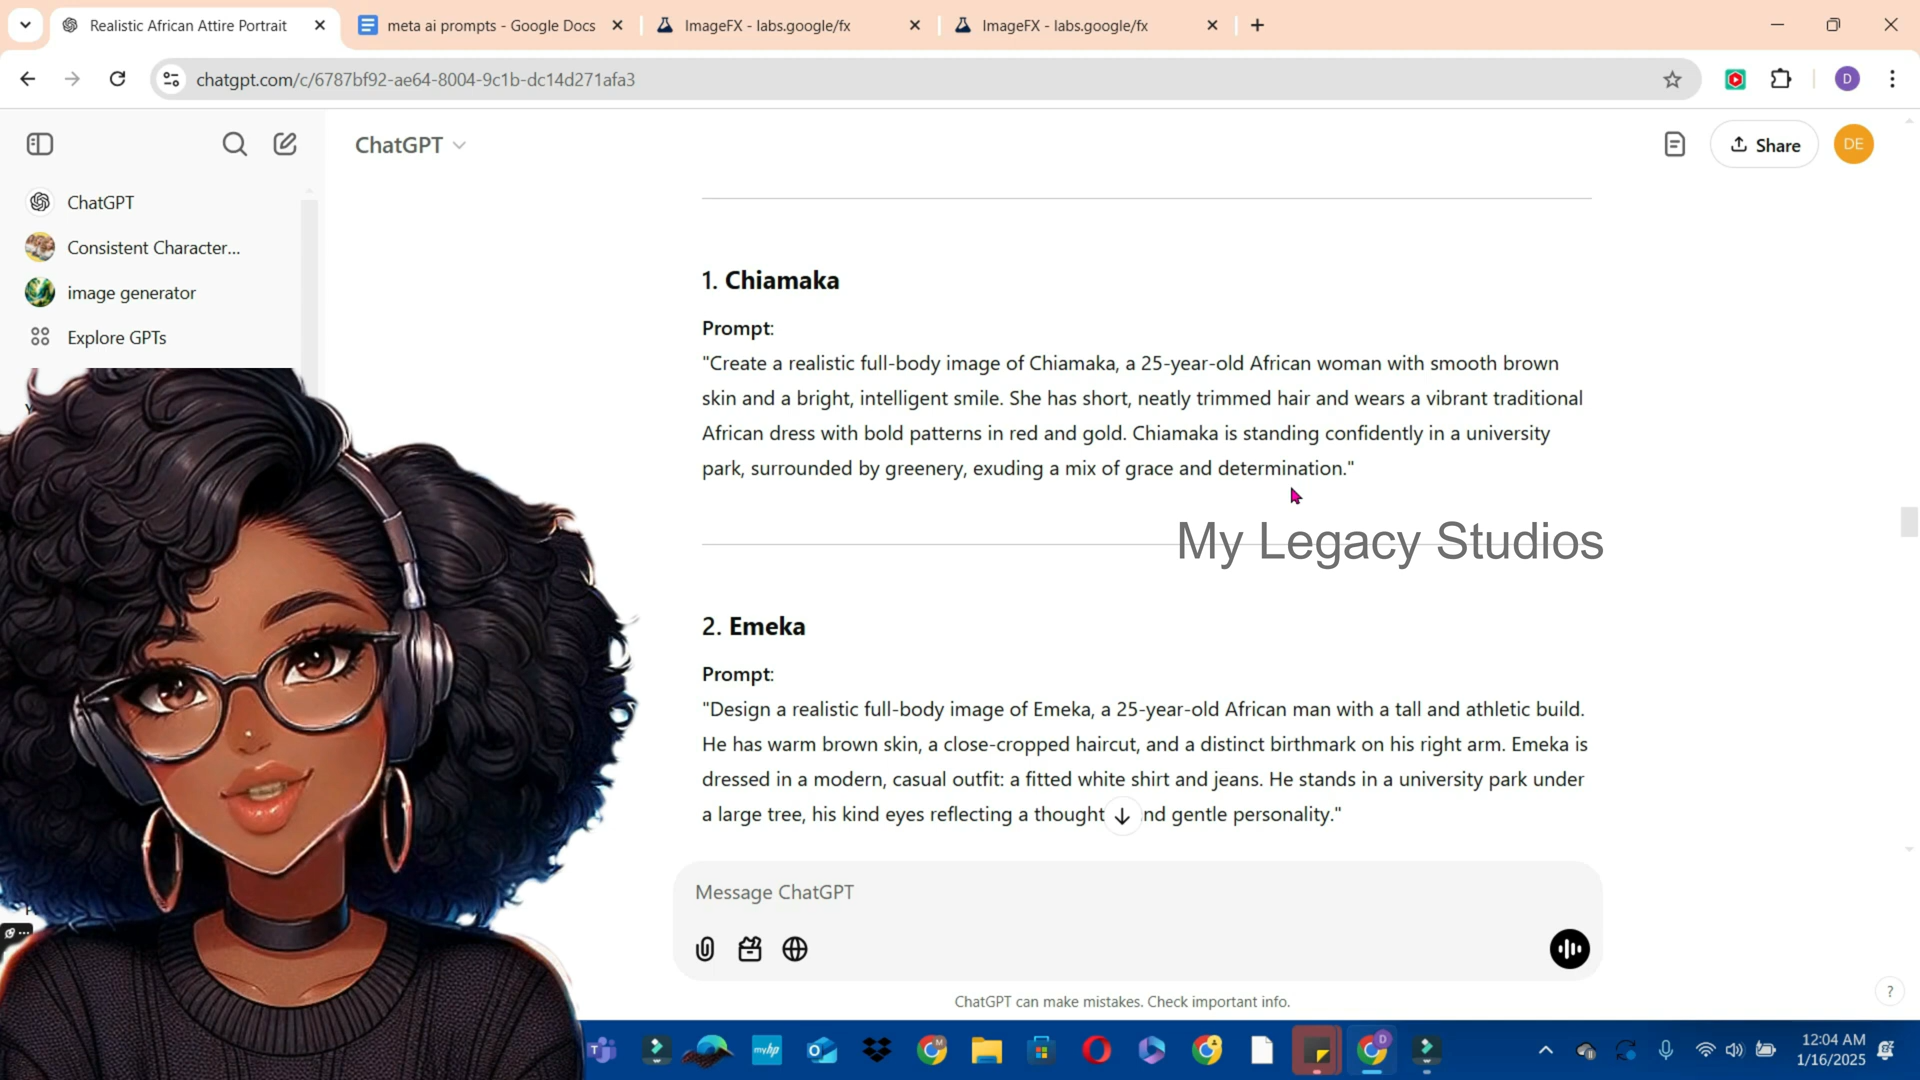 Realistic African Attire Portrait
meta ai prompts - Google Docs
ImageFX - labs.google/fx
ImageFX - labs.google/fx
chatgpt.com/c/6787bf92-ae64-8004-9c1b-dc14d271afa3
D
ChatGPT
Share
DE
ChatGPT
Consistent Character...
image generator
Explore GPTs
1. Chiamaka
Prompt:
"Create a realistic full-body image of Chiamaka, a 25-year-old African woman with smooth brown
skin and a bright, intelligent smile. She has short, neatly trimmed hair and wears a vibrant traditional
African dress with bold patterns in red and gold. Chiamaka is standing confidently in a university
park, surrounded by greenery, exuding a mix of grace and determination."
My Legacy Studios
2. Emeka
Prompt:
"Design a realistic full-body image of Emeka, a 25-year-old African man with a tall and athletic build.
He has warm brown skin, a close-cropped haircut, and a distinct birthmark on his right arm. Emeka is
dressed in a modern, casual outfit: a fitted white shirt and jeans. He stands in a university park under
a large tree, his kind eyes reflecting a thought nd gentle personality."
Message ChatGPT
ChatGPT can make mistakes. Check important info.
?
myhp
12:04 AM
1/16/2025